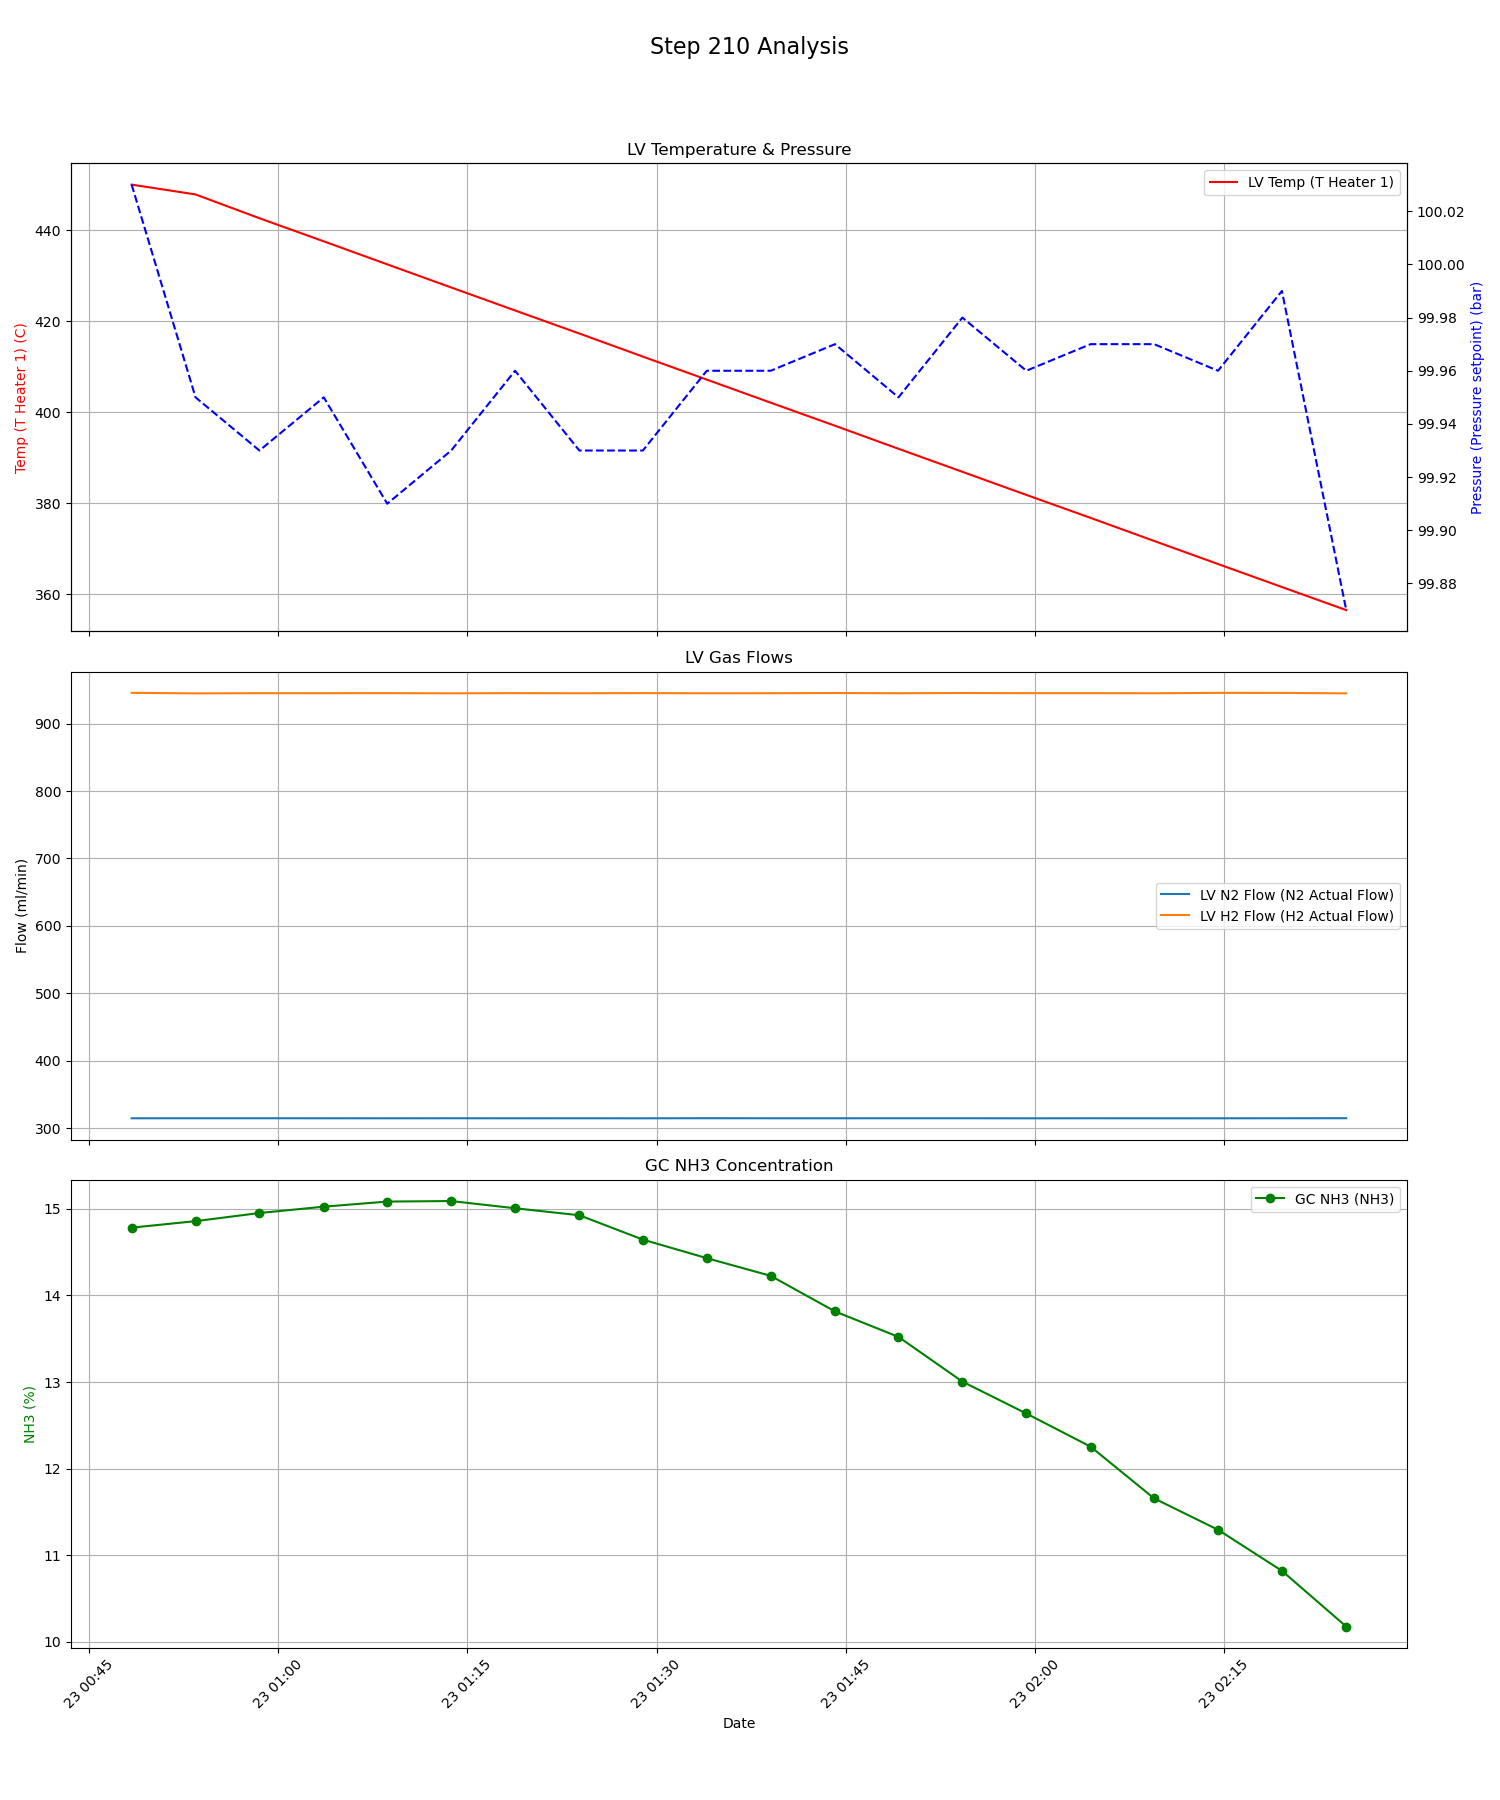 Step 210 Analysis
LV Temperature & Pressure
LV Temp (T Heater 1)
Temp (T Heater 1) (C)
440
420
400
380
360
100.02
100.00
99.98
99.96
99.94
99.92
99.90
99.88
Pressure (Pressure setpoint) (bar)
LV Gas Flows
Flow (ml/min)
900
800
700
600
500
400
300
LV N2 Flow (N2 Actual Flow)
LV H2 Flow (H2 Actual Flow)
GC NH3 Concentration
GC NH3 (NH3)
NH3 (%)
15
14
13
12
11
10
23 00:45
23 01:00
23 01:15
23 01:30
23 01:45
23 02:00
23 02:15
Date